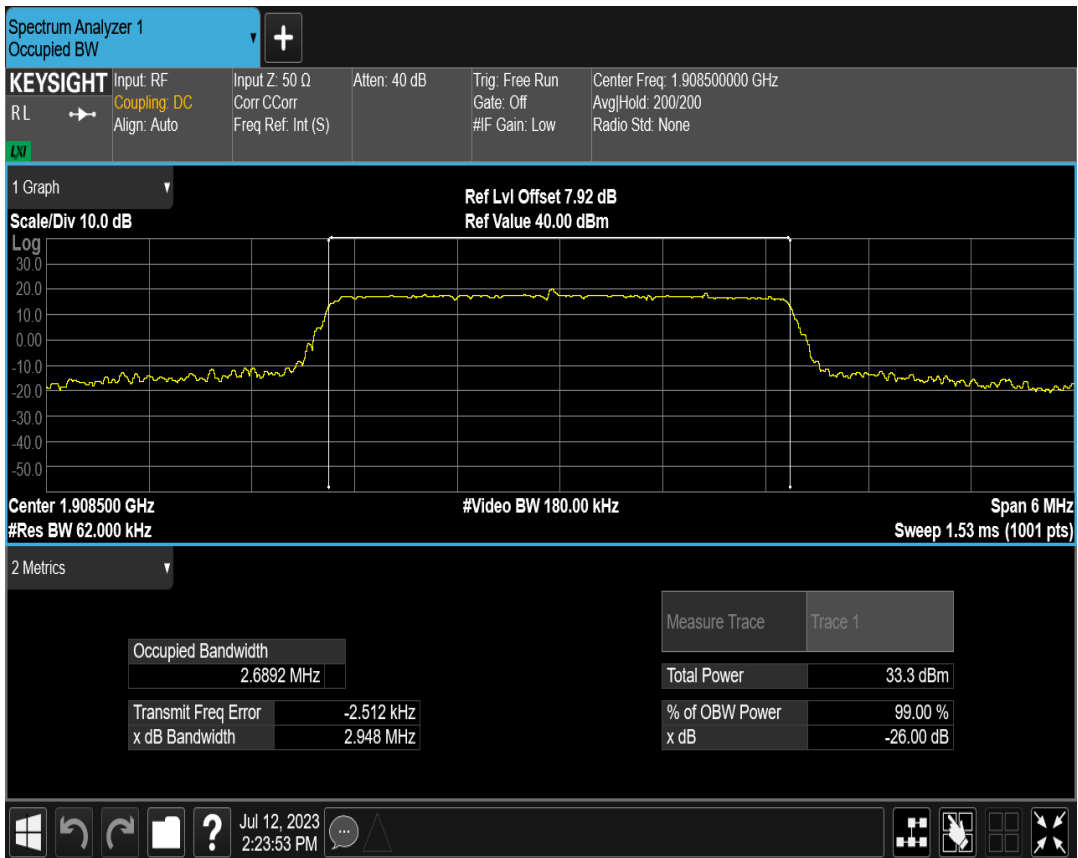 Spectrum Analyzer 1
Occupied BW
+
KEYSIGHT
RL
LXI
Input: RF
Coupling: DC
Align: Auto
Input Z: 50 Ω
Corr CCorr
Freq Ref: Int (S)
Atten: 40 dB
Trig: Free Run
Gate: Off
#IF Gain: Low
Center Freq: 1.908500000 GHz
Avg|Hold: 200/200
Radio Std: None
1 Graph
Scale/Div 10.0 dB
Ref Lvl Offset 7.92 dB
Ref Value 40.00 dBm
Log
30.0
20.0
10.0
0.00
-10.0
-20.0
-30.0
-40.0
-50.0
Center 1.908500 GHz
#Res BW 62.000 kHz
#Video BW 180.00 kHz
Span 6 MHz
Sweep 1.53 ms (1001 pts)
2 Metrics
Occupied Bandwidth
2.6892 MHz
Transmit Freq Error -2.512 kHz
x dB Bandwidth 2.948 MHz
Measure Trace Trace 1
Total Power 33.3 dBm
% of OBW Power 99.00 %
x dB -26.00 dB
?
Jul 12, 2023
2:23:53 PM